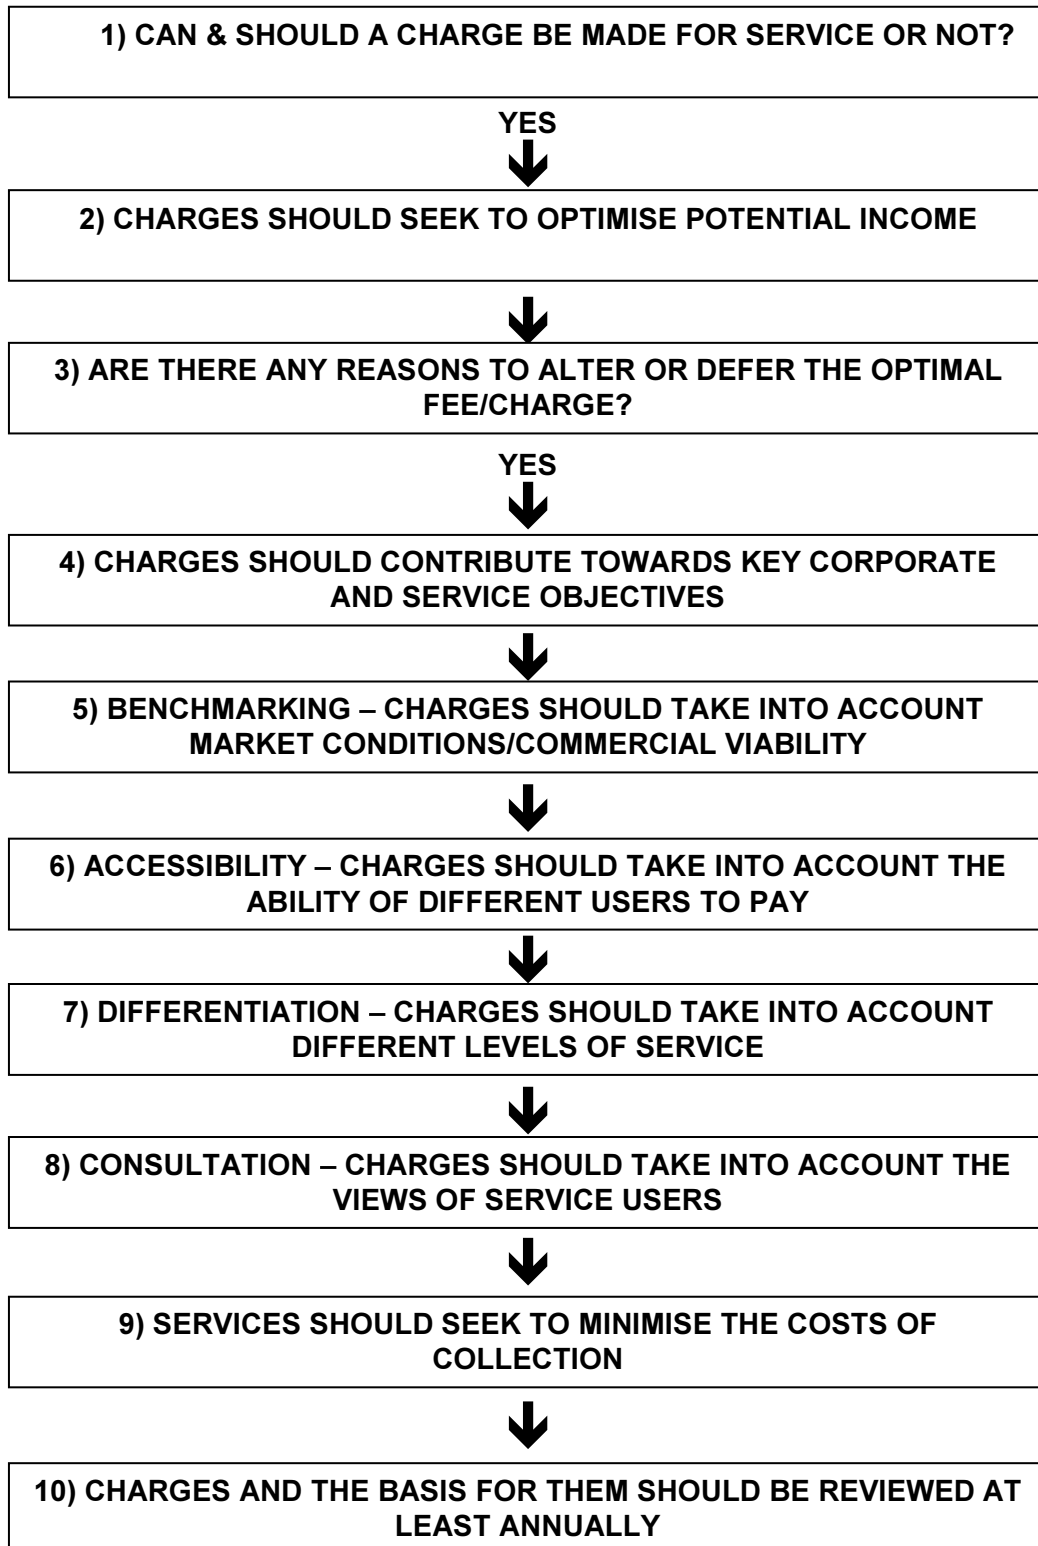 1) CAN & SHOULD A CHARGE BE MADE FOR SERVICE OR NOT?
YES
2) CHARGES SHOULD SEEK TO OPTIMISE POTENTIAL INCOME
3) ARE THERE ANY REASONS TO ALTER OR DEFER THE OPTIMAL
FEE/CHARGE?
YES
4) CHARGES SHOULD CONTRIBUTE TOWARDS KEY CORPORATE
AND SERVICE OBJECTIVES
5) BENCHMARKING – CHARGES SHOULD TAKE INTO ACCOUNT
MARKET CONDITIONS/COMMERCIAL VIABILITY
6) ACCESSIBILITY – CHARGES SHOULD TAKE INTO ACCOUNT THE
ABILITY OF DIFFERENT USERS TO PAY
7) DIFFERENTIATION – CHARGES SHOULD TAKE INTO ACCOUNT
DIFFERENT LEVELS OF SERVICE
8) CONSULTATION – CHARGES SHOULD TAKE INTO ACCOUNT THE
VIEWS OF SERVICE USERS
9) SERVICES SHOULD SEEK TO MINIMISE THE COSTS OF
COLLECTION
10) CHARGES AND THE BASIS FOR THEM SHOULD BE REVIEWED AT
LEAST ANNUALLY